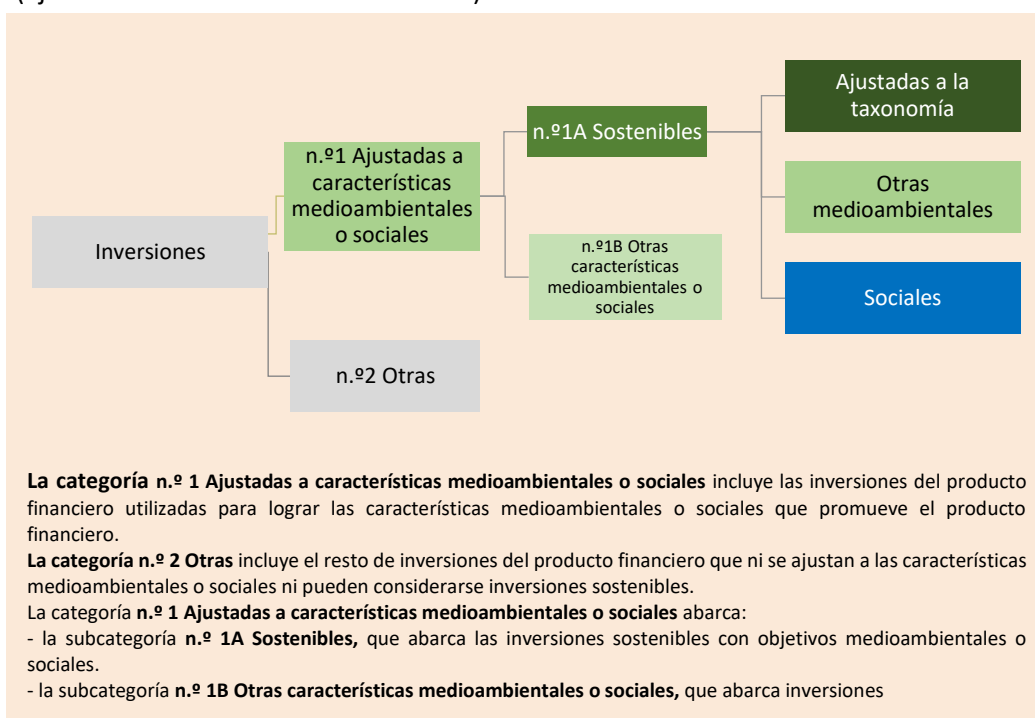 Ajustadas a la
taxonomía
n.º1A Sostenibles
n.º1 Ajustadas a
características
medioambientales
o sociales
Otras
medioambientales
Inversiones
n.º1B Otras
características
medioambientales o
sociales
Sociales
n.º2 Otras
La categoría n.º 1 Ajustadas a características medioambientales o sociales incluye las inversiones del producto
financiero utilizadas para lograr las características medioambientales o sociales que promueve el producto
financiero.
La categoría n.º 2 Otras incluye el resto de inversiones del producto financiero que ni se ajustan a las características
medioambientales o sociales ni pueden considerarse inversiones sostenibles.
La categoría n.º 1 Ajustadas a características medioambientales o sociales abarca:
- la subcategoría n.º 1A Sostenibles, que abarca las inversiones sostenibles con objetivos medioambientales o
sociales.
- la subcategoría n.º 1B Otras características medioambientales o sociales, que abarca inversiones